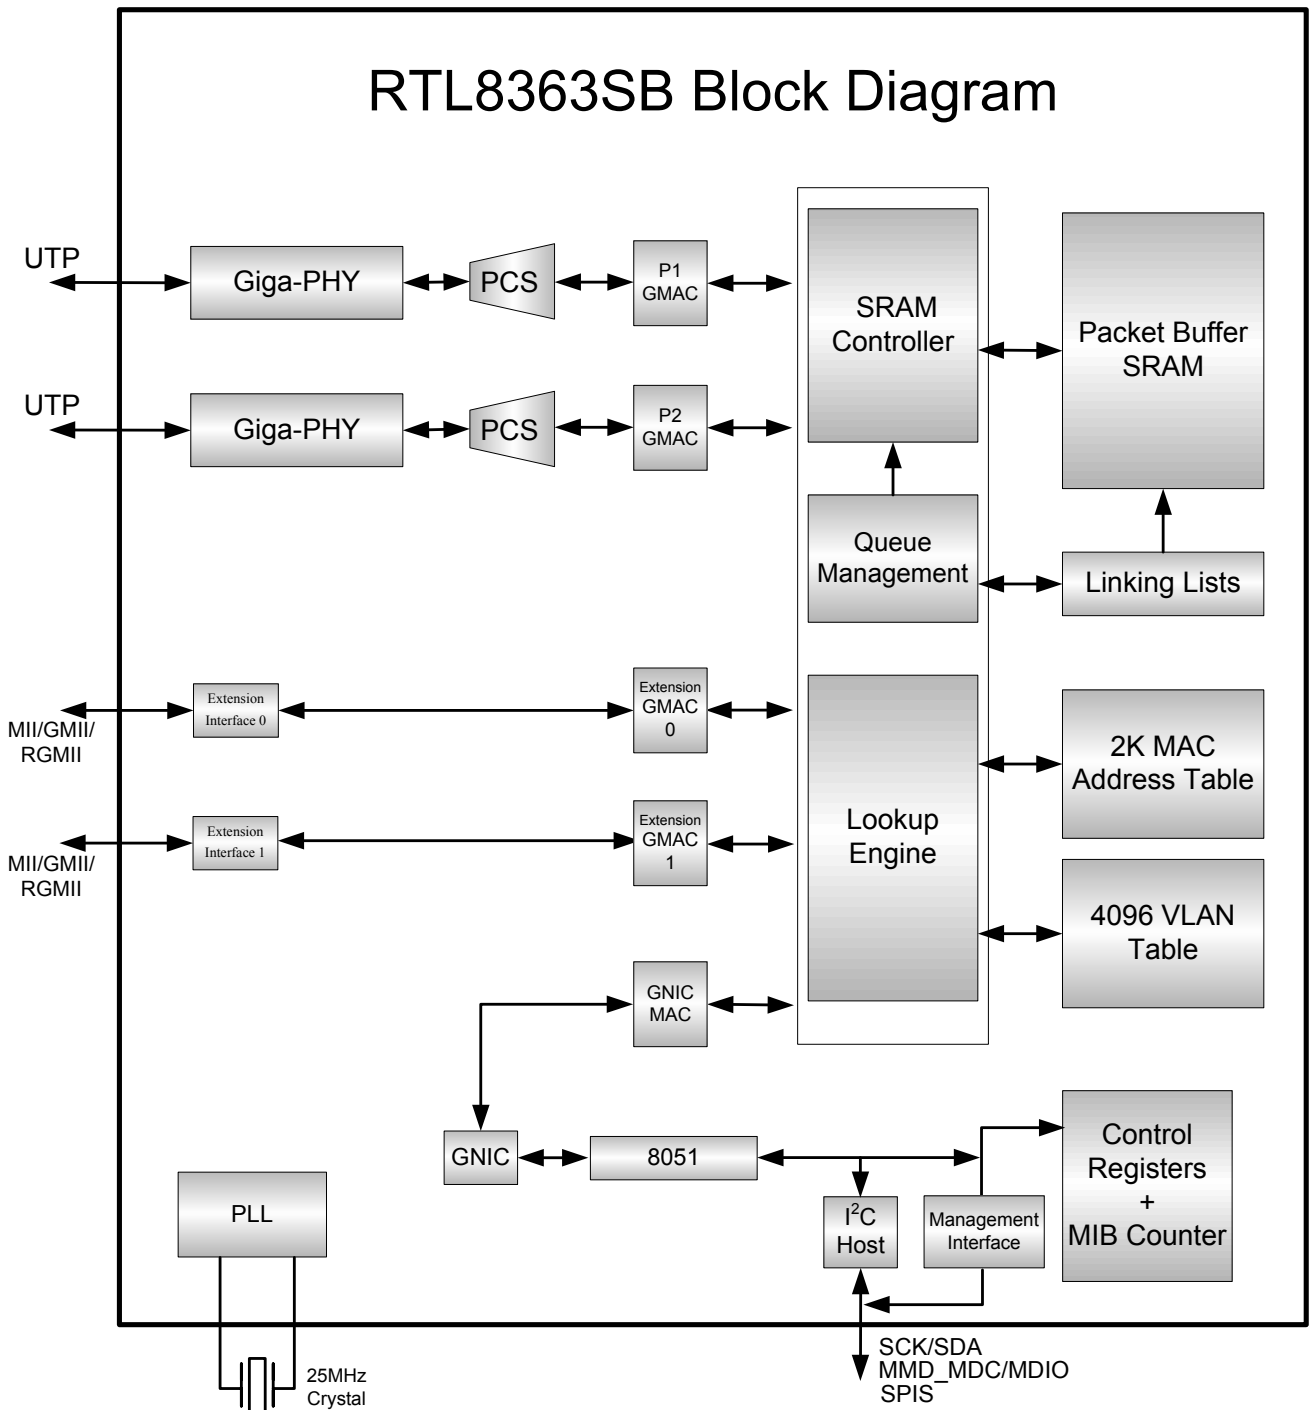 RTL8363SB Block Diagram
UTP
Giga-PHY
PCS
P1
GMAC
SRAM
Controller
Packet Buffer
SRAM
UTP
Giga-PHY
PCS
P2
GMAC
Queue
Management
Linking Lists
MII/GMII/
RGMII
Extension
Interface 0
Extension
GMAC
0
2K MAC
Address Table
MII/GMII/
RGMII
Extension
Interface 1
Extension
GMAC
1
Lookup
Engine
4096 VLAN
Table
GNIC
MAC
GNIC
8051
Control
Registers
+
MIB Counter
PLL
I²C
Host
Management
Interface
25MHz
Crystal
SCK/SDA
MMD_MDC/MDIO
SPIS